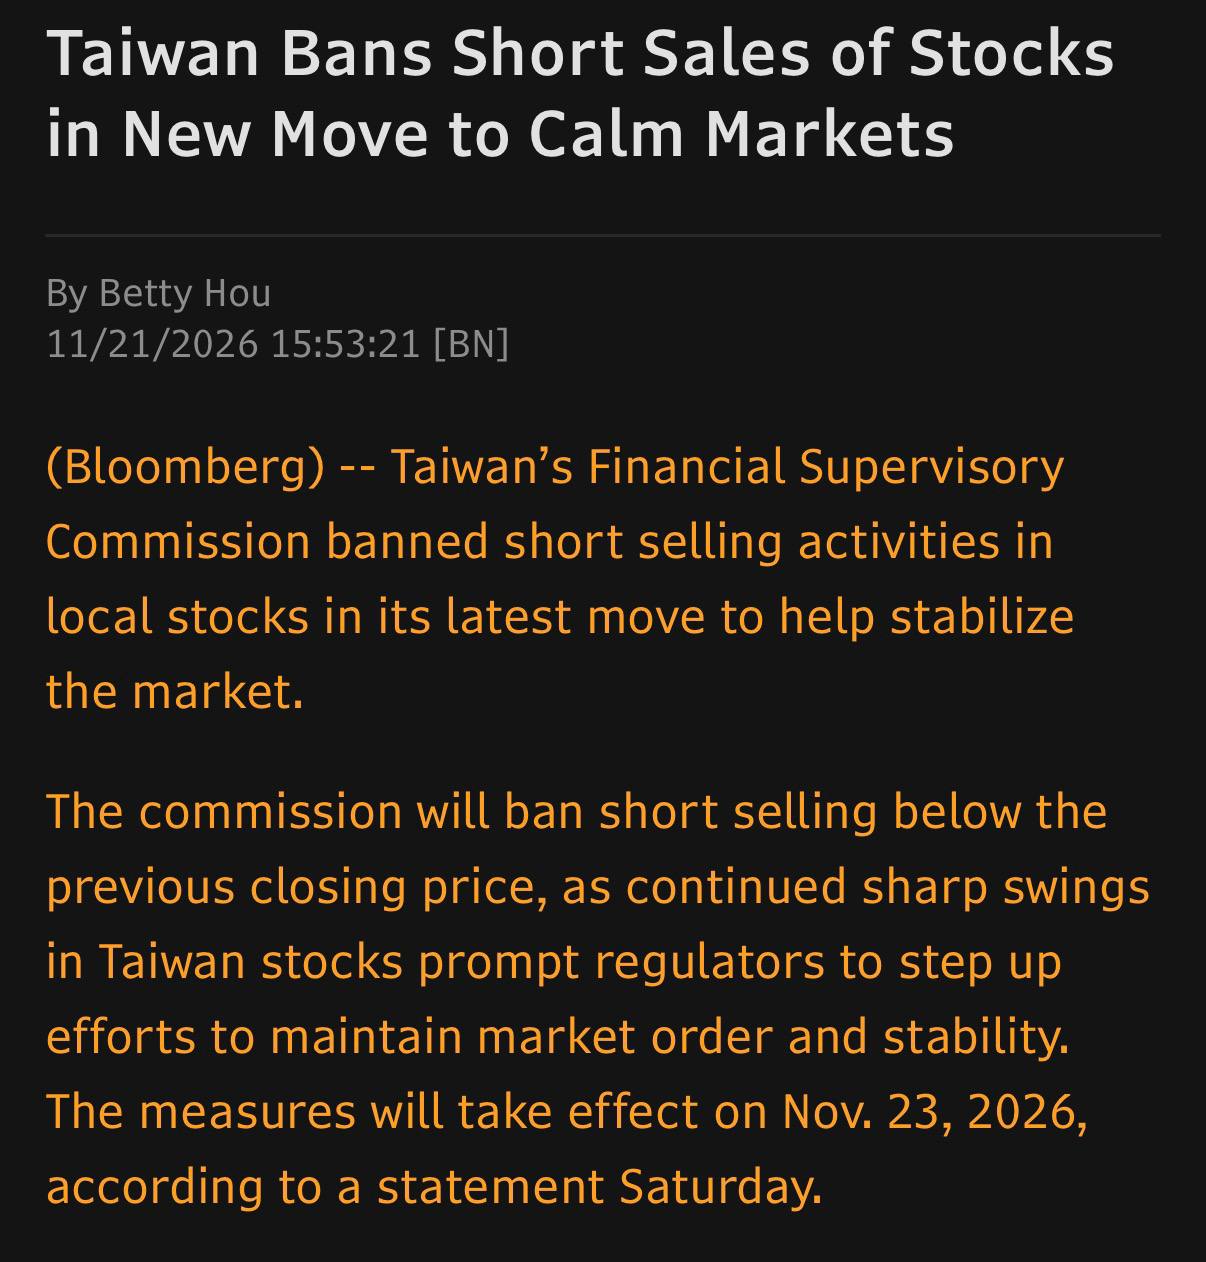 Taiwan Bans Short Sales of Stocks
in New Move to Calm Markets
By Betty Hou
11/21/2026 15:53:21 [BN]
(Bloomberg) -- Taiwan’s Financial Supervisory
Commission banned short selling activities in
local stocks in its latest move to help stabilize
the market.
The commission will ban short selling below the
previous closing price, as continued sharp swings
in Taiwan stocks prompt regulators to step up
efforts to maintain market order and stability.
The measures will take effect on Nov. 23, 2026,
according to a statement Saturday.